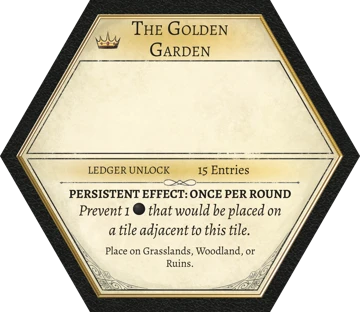 THE GOLDEN
GARDEN
LEDGER UNLOCK 15 Entries
PERSISTENT EFFECT: ONCE PER ROUND
Prevent 1 ● that would be placed on
a tile adjacent to this tile.
Place on Grasslands, Woodland, or
Ruins.